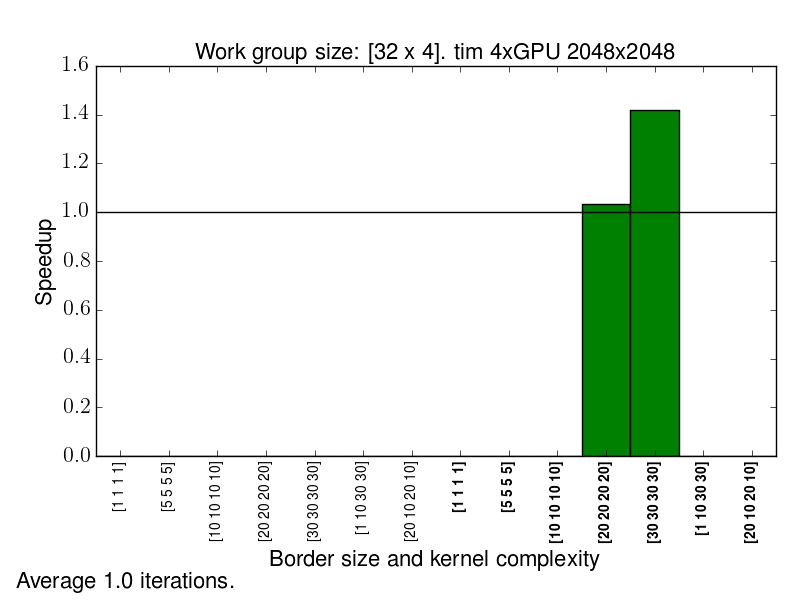 Work group size: [32 x 4]. tim 4xGPU 2048x2048
1.6
1.4
1.2
1.0
0.8
0.6
0.4
0.2
0.0
Speedup
[1 1 1 1]
[5 5 5 5]
[10 10 10 10]
[20 20 20 20]
[30 30 30 30]
[1 10 30 30]
[20 10 20 10]
[1 1 1 1]
[5 5 5 5]
[10 10 10 10]
[20 20 20 20]
[30 30 30 30]
[1 10 30 30]
[20 10 20 10]
Border size and kernel complexity
Average 1.0 iterations.